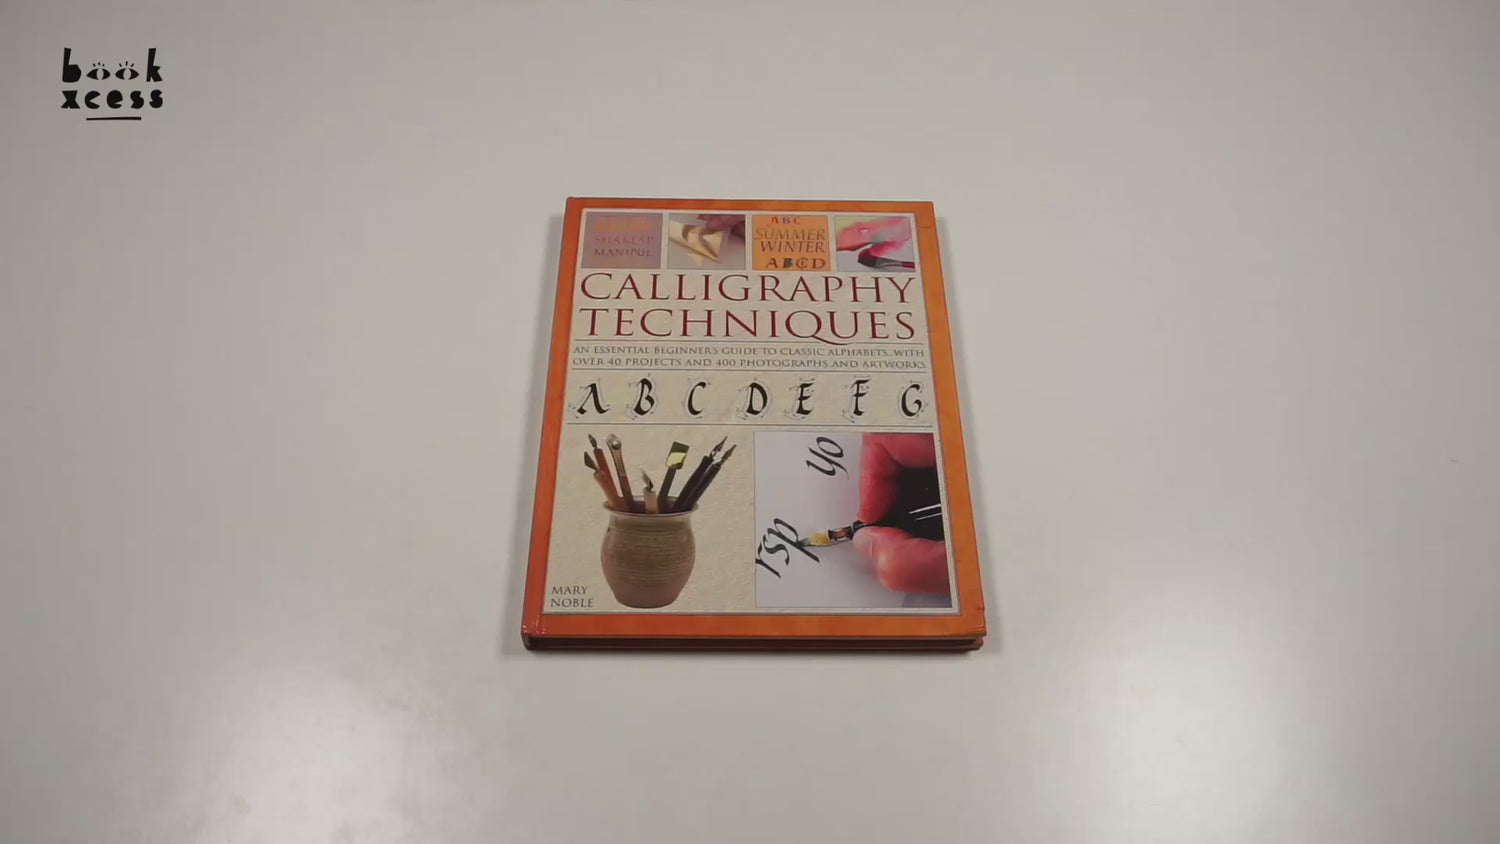 book
xcess
SHAKESP
MANIPUL
ABC
SUMMER
WINTER
ABCD
CALLIGRAPHY
TECHNIQUES
AN ESSENTIAL BEGINNER'S GUIDE TO CLASSIC ALPHABETS, WITH
OVER 40 PROJECTS AND 400 PHOTOGRAPHS AND ARTWORKS
A B C D E F G
yo
rsp
MARY
NOBLE